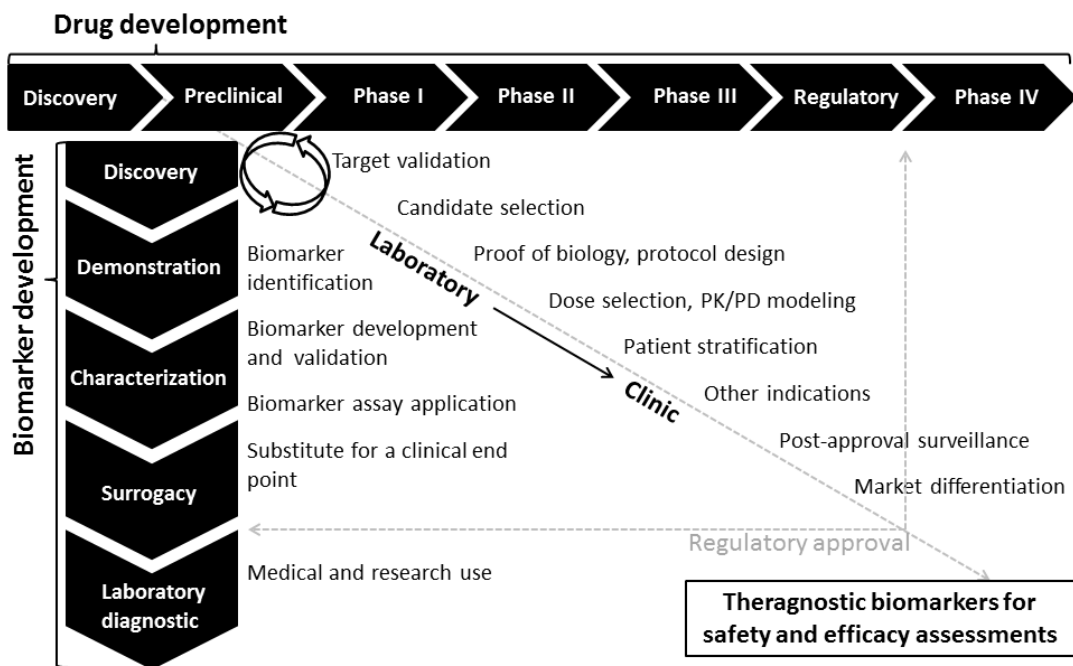 Drug development
Discovery
Preclinical
Phase I
Phase II
Phase III
Regulatory
Phase IV
Biomarker development
Discovery
Demonstration
Characterization
Surrogacy
Laboratory
diagnostic
Target validation
Candidate selection
Proof of biology, protocol design
Dose selection, PK/PD modeling
Patient stratification
Other indications
Post-approval surveillance
Market differentiation
Laboratory
Clinic
Biomarker
identification
Biomarker development
and validation
Biomarker assay application
Substitute for a clinical end
point
Regulatory approval
Medical and research use
Theragnostic biomarkers for
safety and efficacy assessments